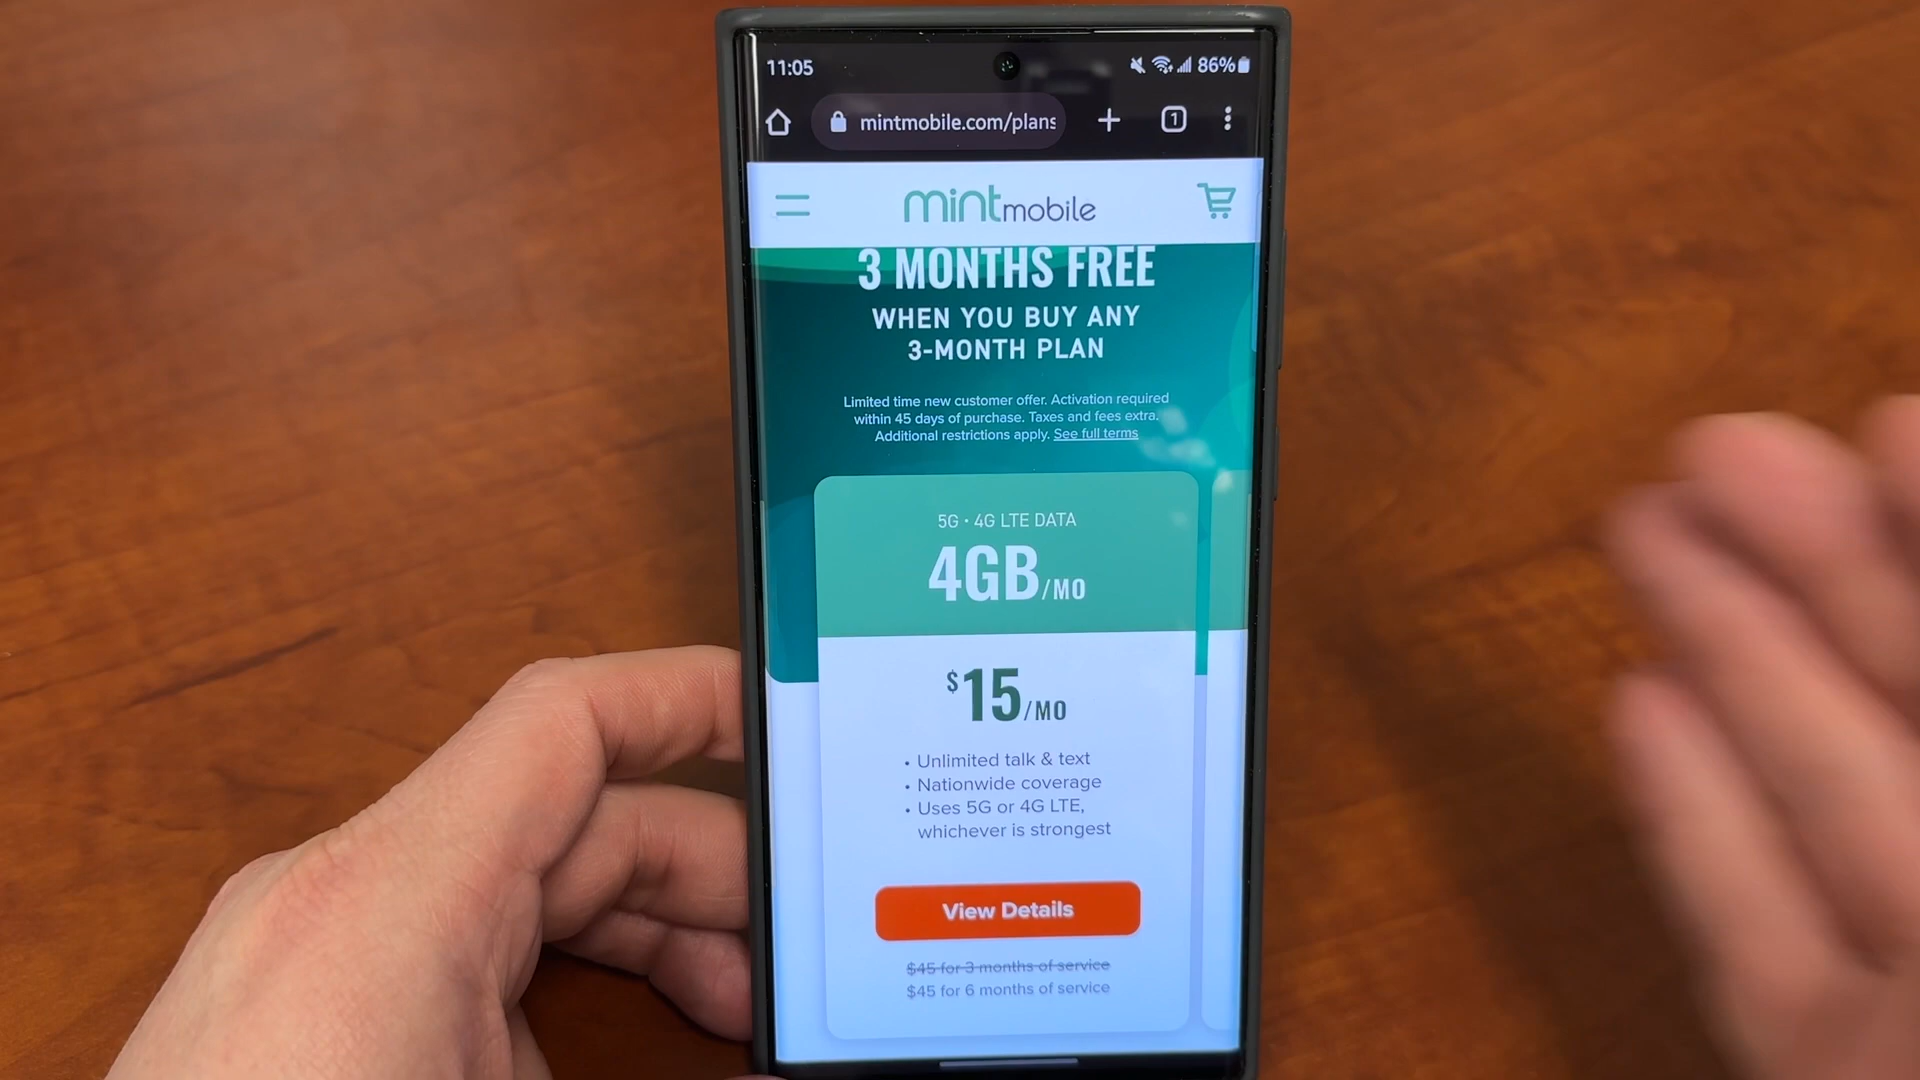 11:05
86%
mintmobile.com/plans
1
mintmobile
3 MONTHS FREE
WHEN YOU BUY ANY
3-MONTH PLAN
Limited time new customer offer. Activation required
within 45 days of purchase. Taxes and fees extra.
Additional restrictions apply. See full terms
5G • 4G LTE DATA
4GB/MO
$15/MO
• Unlimited talk & text
• Nationwide coverage
• Uses 5G or 4G LTE,
whichever is strongest
View Details
$45 for 3 months of service
$45 for 6 months of service